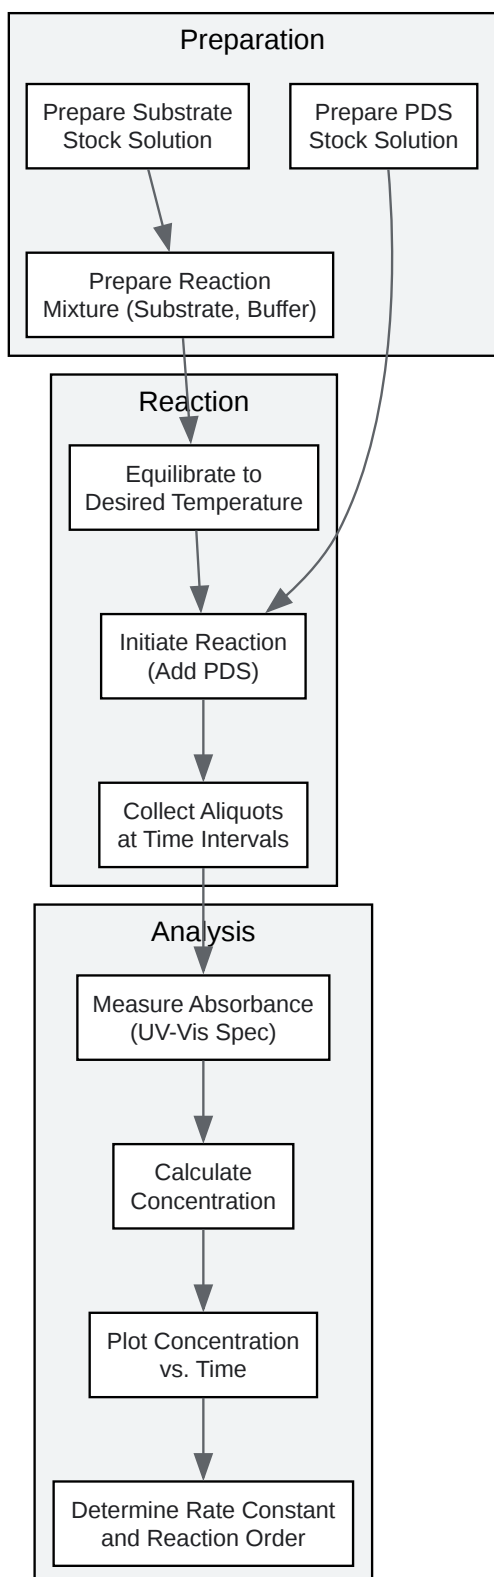 Preparation
Prepare Substrate
Stock Solution
Prepare PDS
Stock Solution
Prepare Reaction
Mixture (Substrate, Buffer)
Reaction
Equilibrate to
Desired Temperature
Initiate Reaction
(Add PDS)
Collect Aliquots
at Time Intervals
Analysis
Measure Absorbance
(UV-Vis Spec)
Calculate
Concentration
Plot Concentration
vs. Time
Determine Rate Constant
and Reaction Order